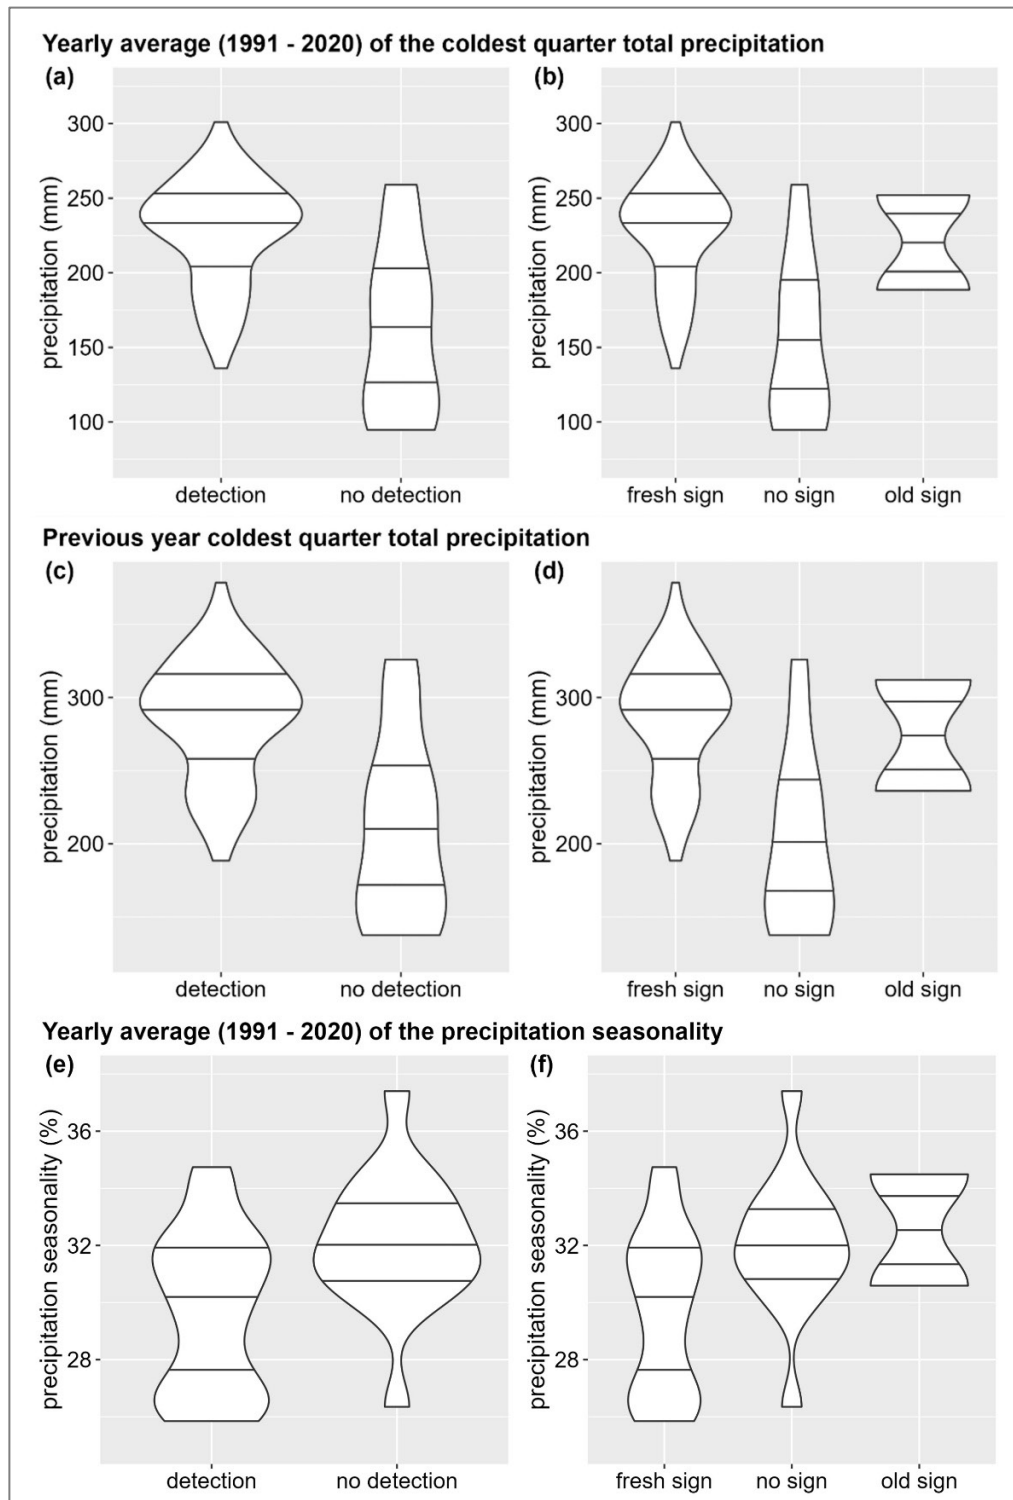 Yearly average (1991 - 2020) of the coldest quarter total precipitation
(a) (b)
precipitation (mm)
300
250
200
150
100
detection no detection
precipitation (mm)
300
250
200
150
100
fresh sign no sign old sign
Previous year coldest quarter total precipitation
(c) (d)
precipitation (mm)
300
200
detection no detection
precipitation (mm)
300
200
fresh sign no sign old sign
Yearly average (1991 - 2020) of the precipitation seasonality
(e) (f)
precipitation seasonality (%)
36
32
28
detection no detection
precipitation seasonality (%)
36
32
28
fresh sign no sign old sign